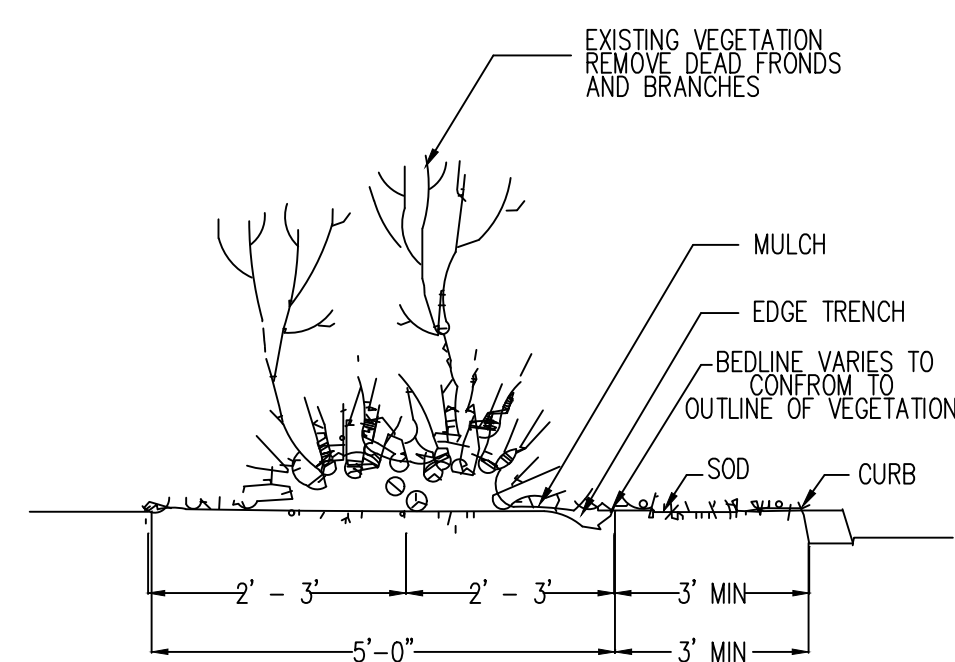 EXISTING VEGETATION
REMOVE DEAD FRONDS
AND BRANCHES
MULCH
EDGE TRENCH
BEDLINE VARIES TO
CONFROM TO
OUTLINE OF VEGETATION
SOD
CURB
2' - 3'
2' - 3'
3' MIN
5'-0"
3' MIN